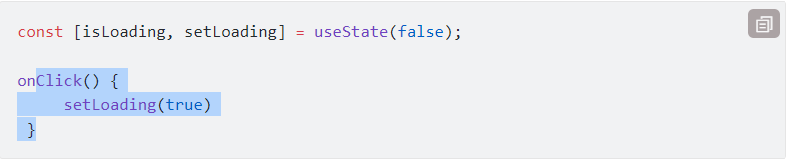 const [isLoading, setLoading] = useState(false);
onClick() {
setLoading(true)
}